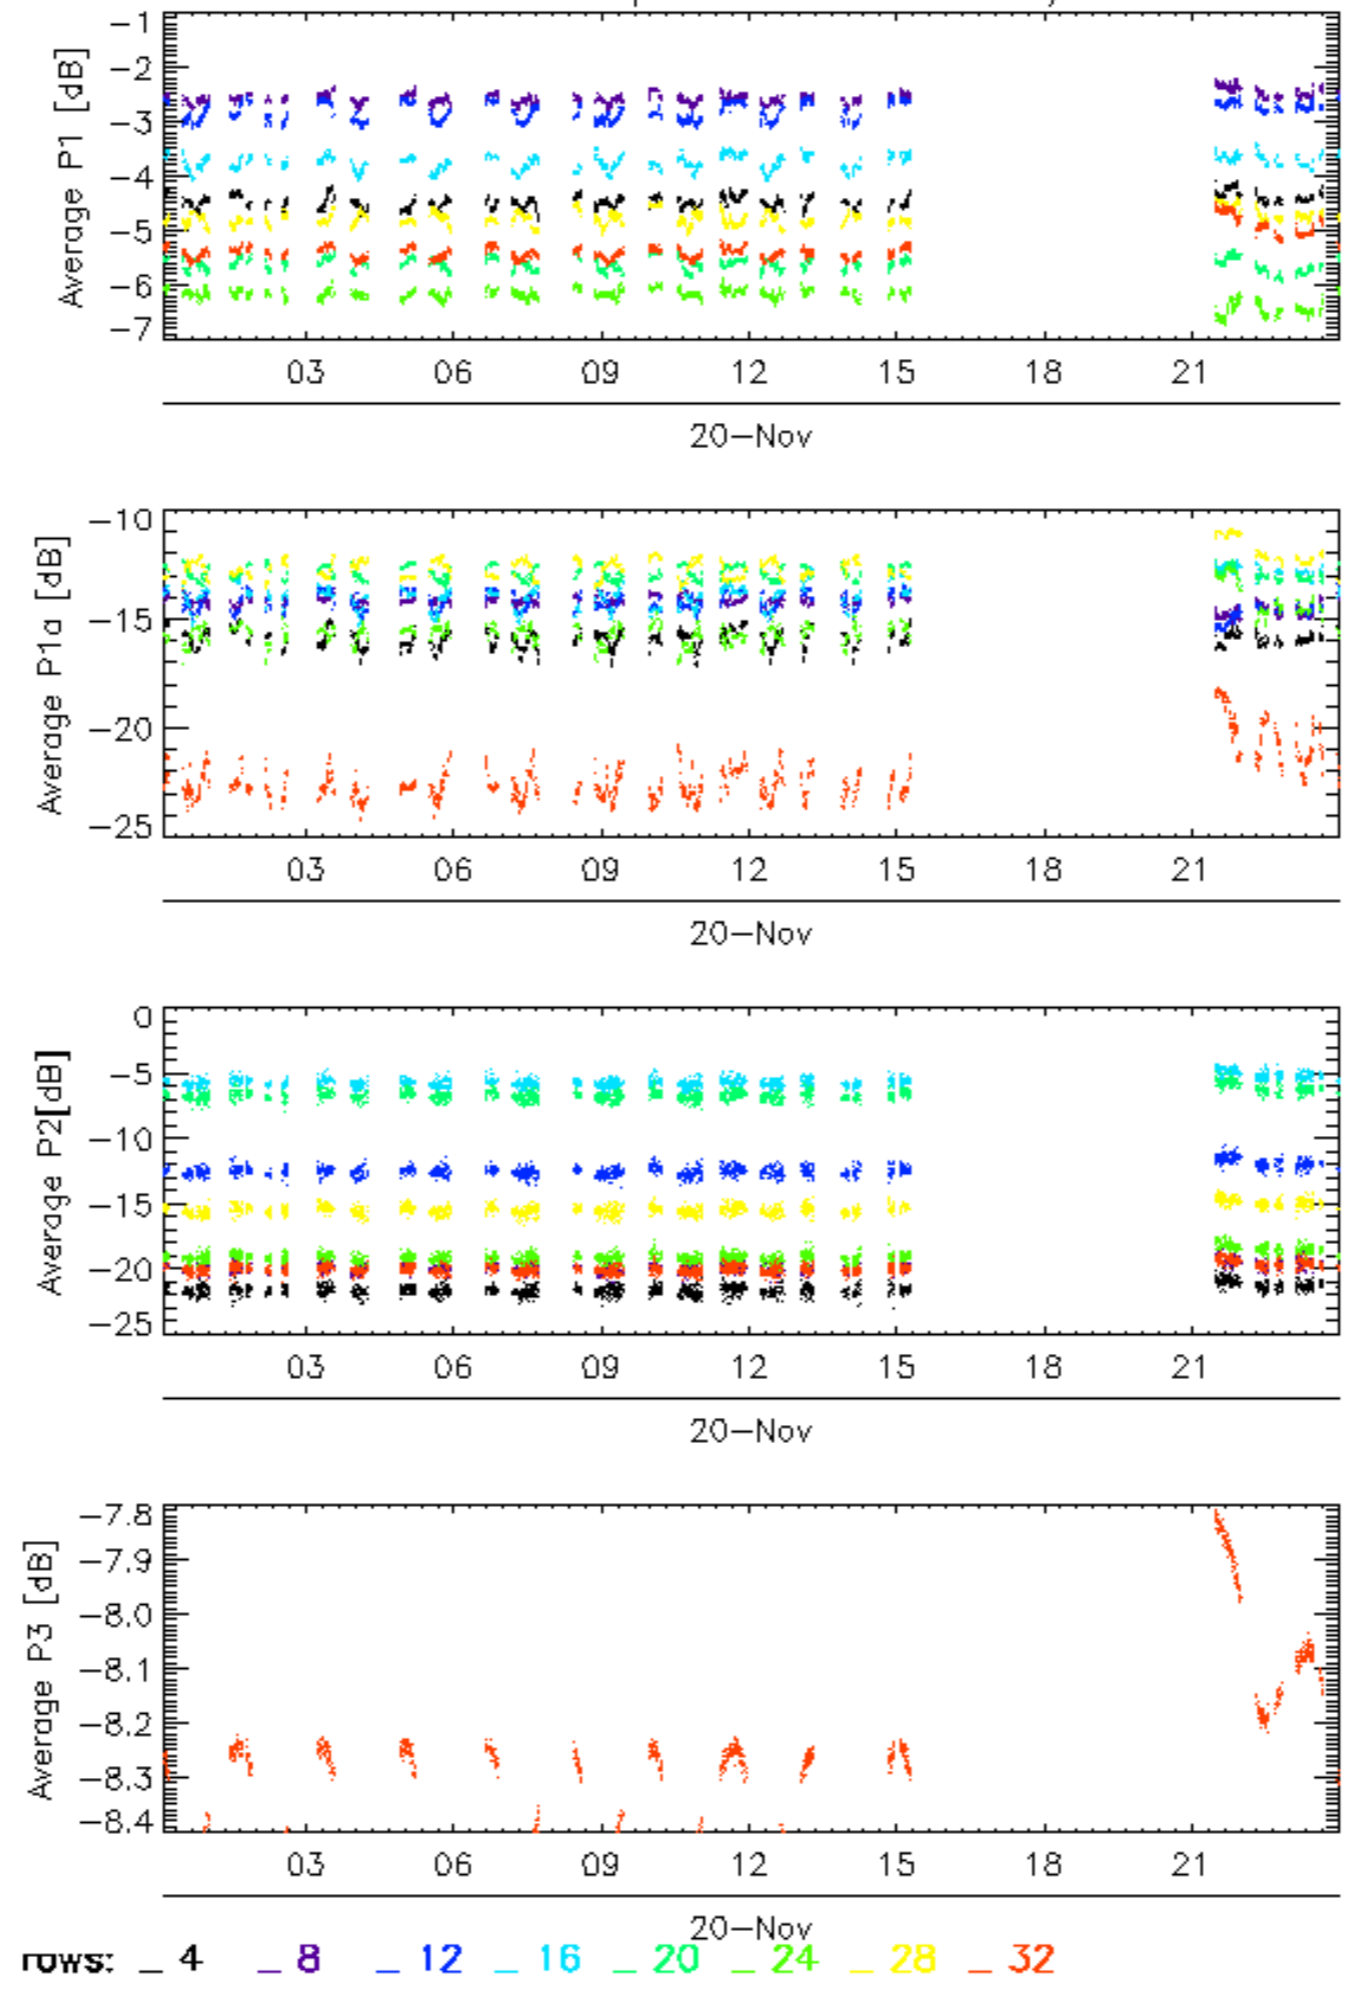 Average P1 [dB]
−1
−2
−3
−4
−5
−6
−7
03 06 09 12 15 18 21
20−Nov
Average P1a [dB]
−10
−15
−20
−25
03 06 09 12 15 18 21
20−Nov
Average P2[dB]
0
−5
−10
−15
−20
−25
03 06 09 12 15 18 21
20−Nov
Average P3 [dB]
−7.8
−7.9
−8.0
−8.1
−8.2
−8.3
−8.4
03 06 09 12 15 18 21
20−Nov
rows: _ 4 _ 8 _ 12 _ 16 _ 20 _ 24 _ 28 _ 32